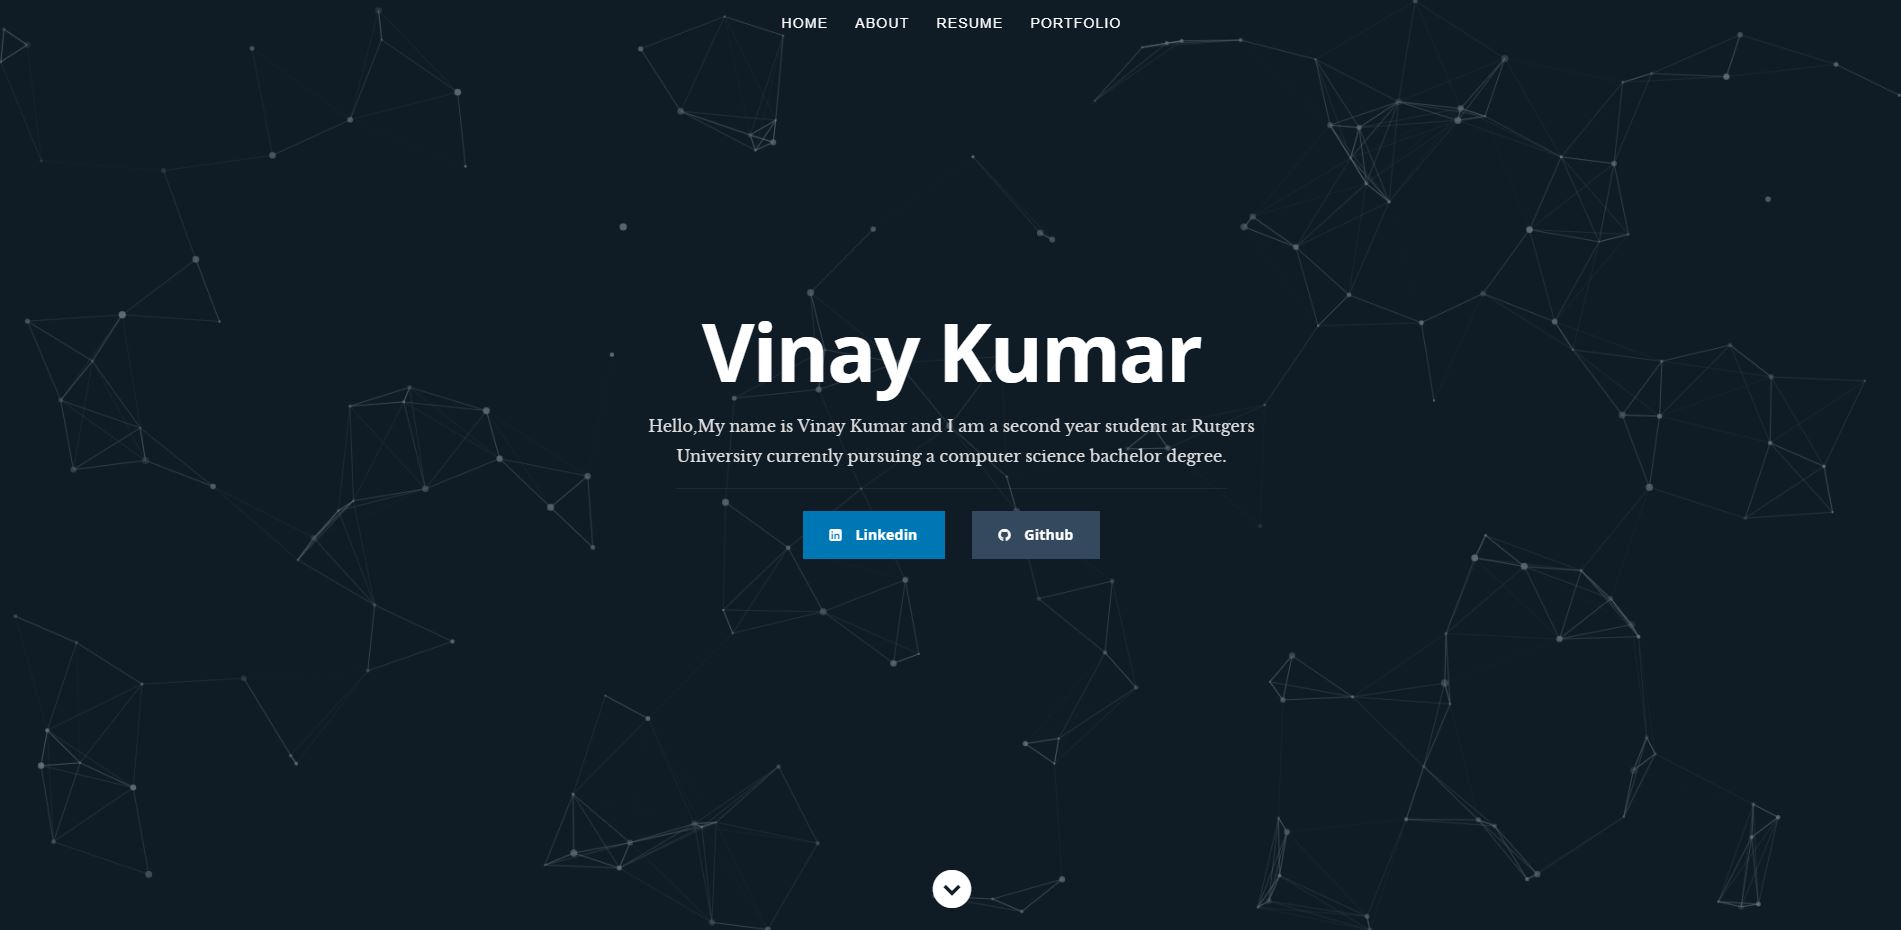 HOME ABOUT RESUME PORTFOLIO
Vinay Kumar
Hello,My name is Vinay Kumar and I am a second year student at Rutgers
University currently pursuing a computer science bachelor degree.
Linkedin Github